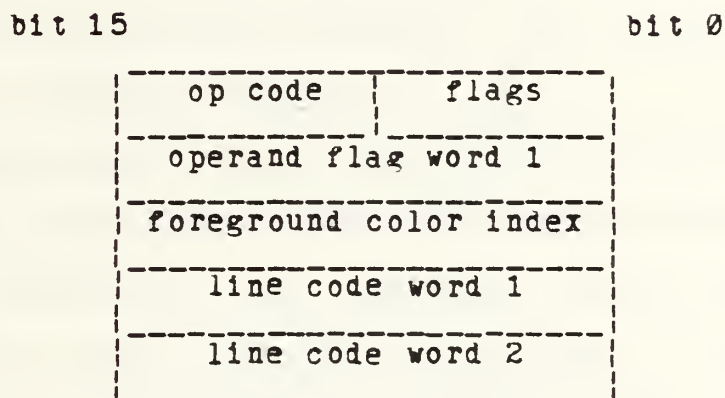 bit 15 bit 0
op code flags
operand flag word 1
foreground color index
line code word 1
line code word 2